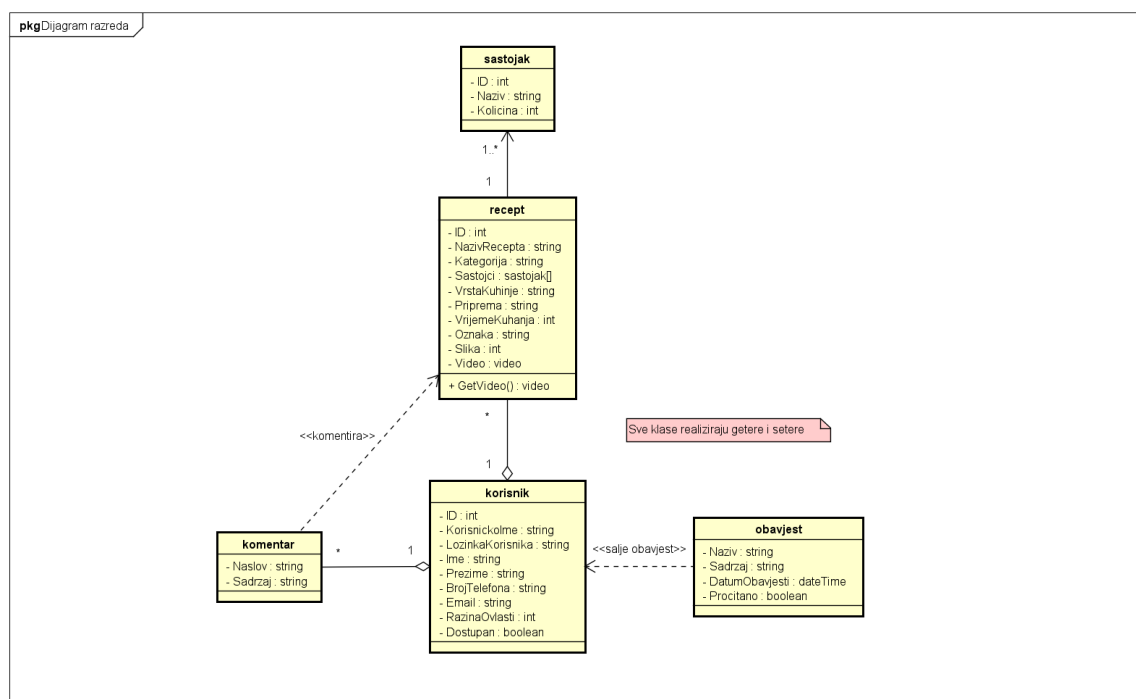 pkg Dijagram razreda
sastojak
- ID : int
- Naziv : string
- Kolicina : int
1..*
1
recept
- ID : int
- NazivRecepta : string
- Kategorija : string
- Sastojci : sastojak[]
- VrstaKuhinje : string
- Priprema : string
- VrijemeKuhanja : int
- Oznaka : string
- Slika : int
- Video : video
+ GetVideo() : video
<<komentira>>
*
1
Sve klase realiziraju getere i setere
korisnik
- ID : int
- KorisnickoIme : string
- LozinkaKorisnika : string
- Ime : string
- Prezime : string
- BrojTelefona : string
- Email : string
- RazinaOvlasti : int
- Dostupan : boolean
komentar
- Naslov : string
- Sadrzaj : string
*
1
<<salje obavjest>>
obavjest
- Naziv : string
- Sadrzaj : string
- DatumObavjesti : dateTime
- Procitano : boolean